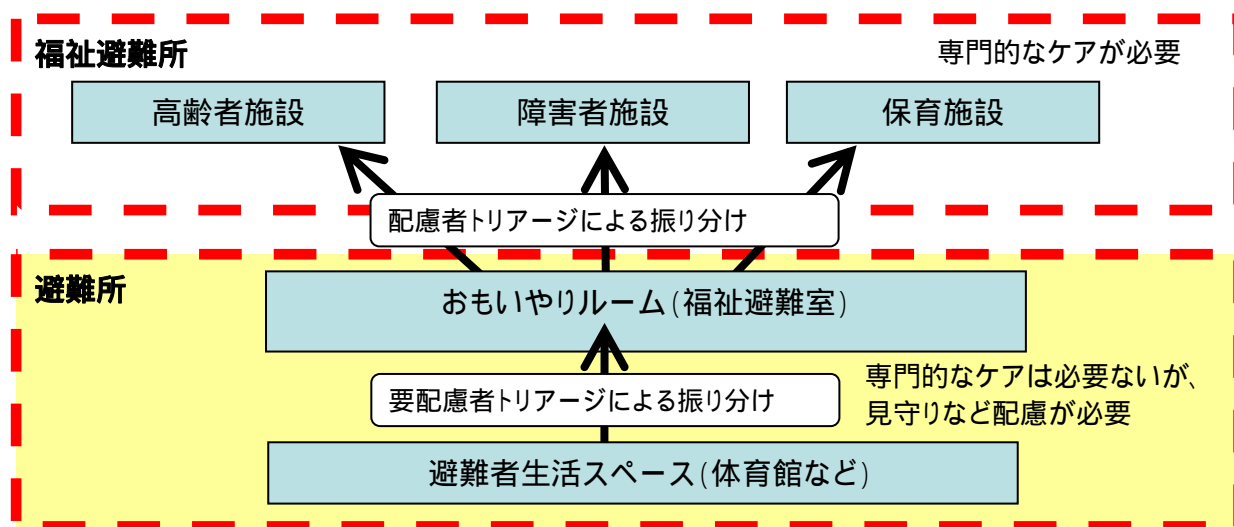 福祉避難所
専門的なケアが必要
高齢者施設
障害者施設
保育施設
配慮者トリアージによる振り分け
避難所
おもいやりルーム(福祉避難室)
専門的なケアは必要ないが、
見守りなど配慮が必要
要配慮者トリアージによる振り分け
避難者生活スペース(体育館など)